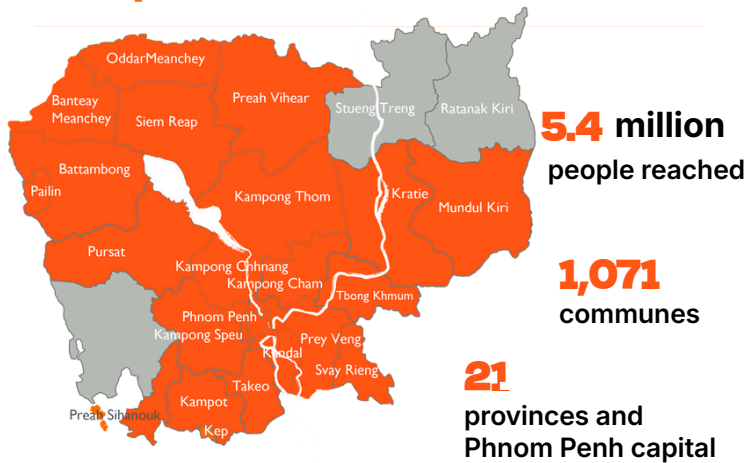 OddarMeanchey
Preah Vihear
Stueng Treng
Ratanak Kiri
Banteay
Meanchey
Siem Reap
Battambong
Pailin
Kampong Thom
Kratie
Mundul Kiri
Pursat
Kampong Chhnang
Kampong Cham
Tbong Khmum
Phnom Penh
Kampong Speu
Prey Veng
Kandal
Svay Rieng
Takeo
Kampot
Preah Sihanouk
Kep
5.4 million
people reached
1,071
communes
21
provinces and
Phnom Penh capital